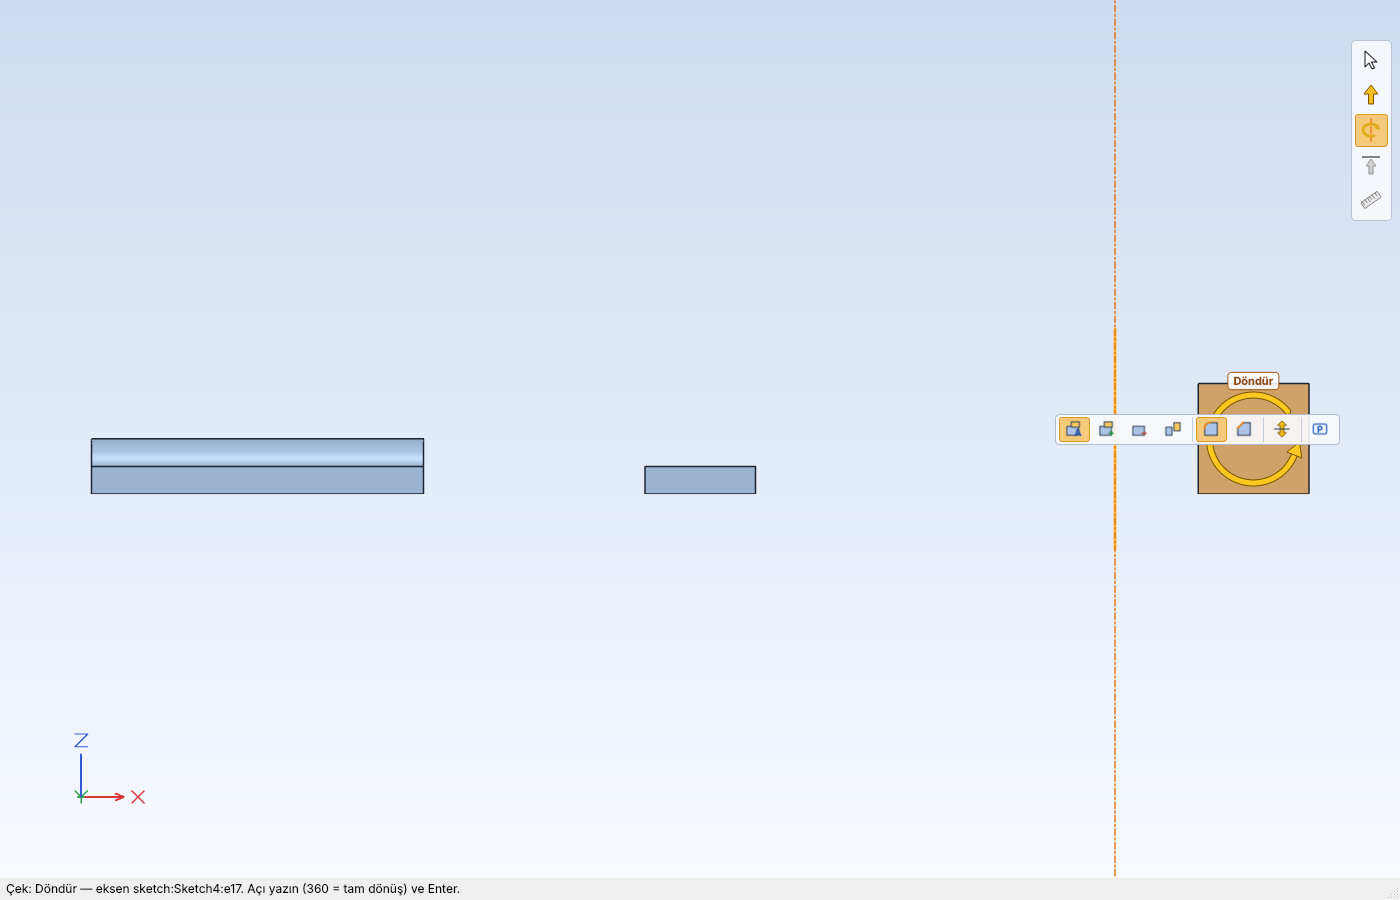 Döndür
P
Z
X
Çek: Döndür — eksen sketch:Sketch4:e17. Açı yazın (360 = tam dönüş) ve Enter.